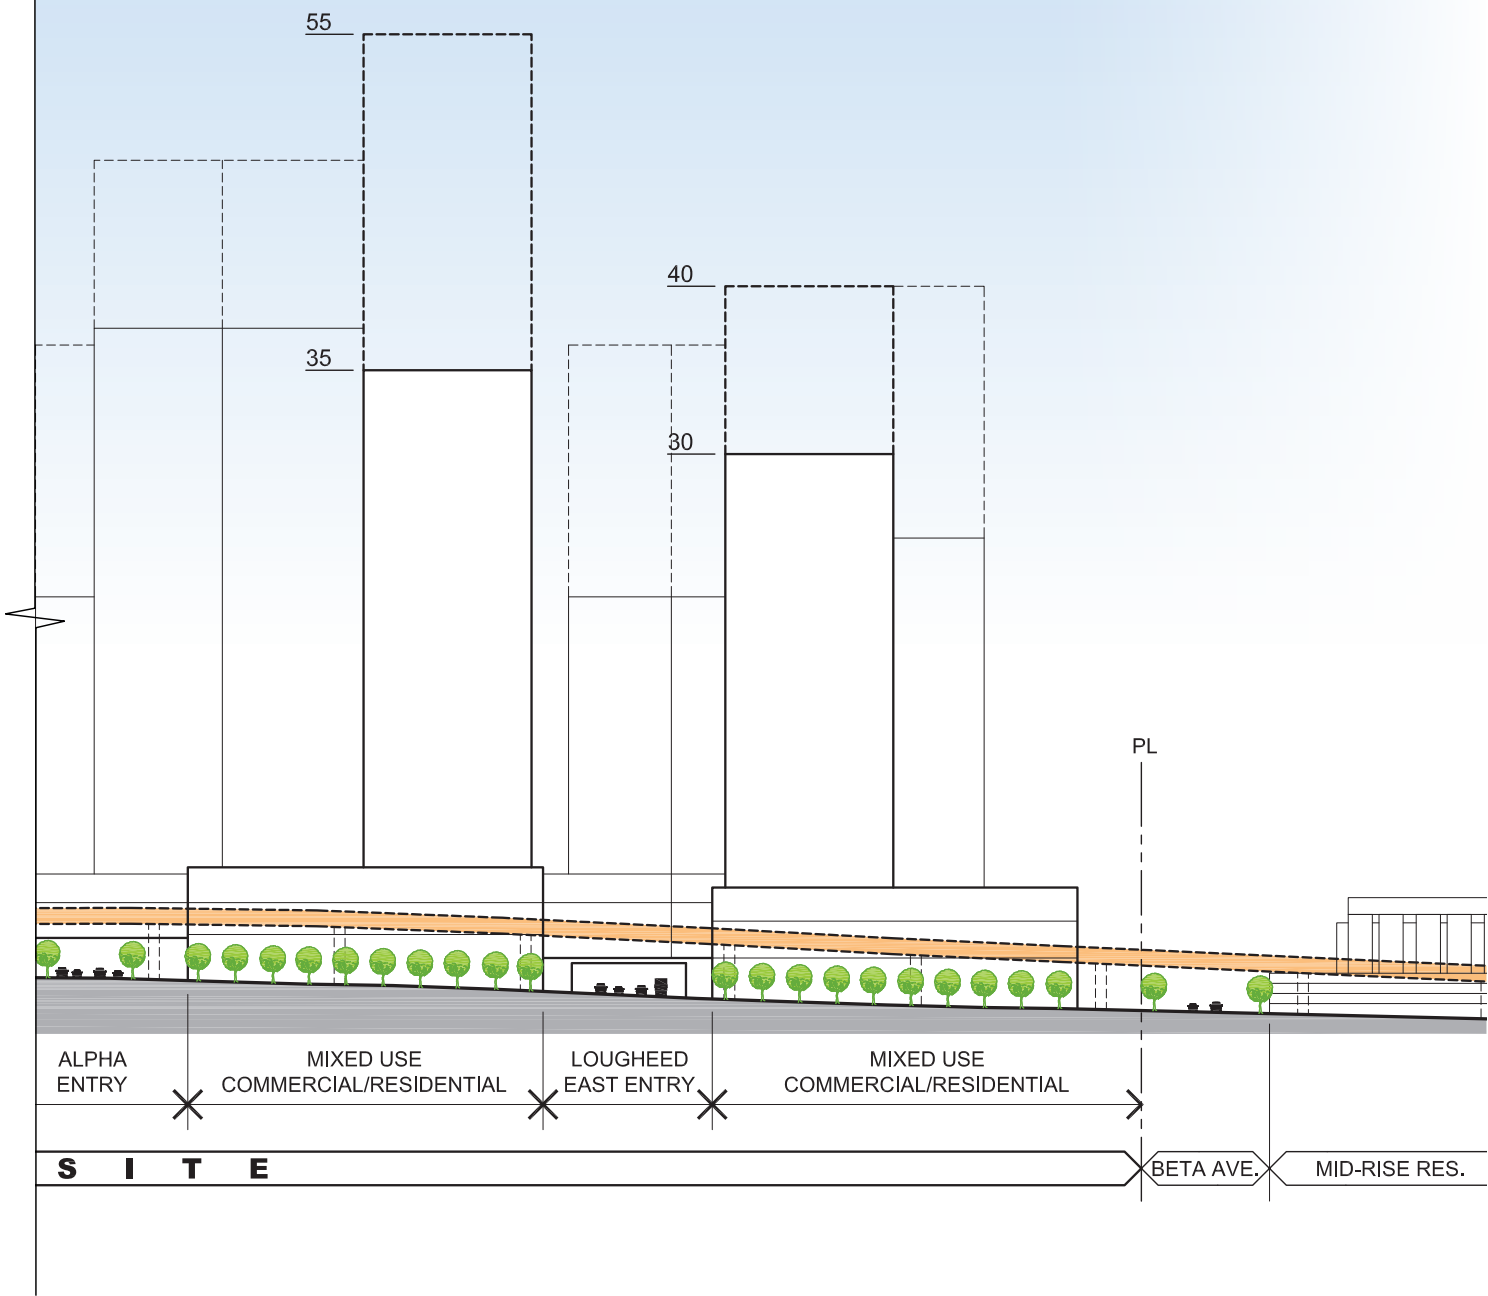 55
40
35
30
PL
ALPHA
ENTRY
MIXED USE
COMMERCIAL/RESIDENTIAL
LOUGHEED
EAST ENTRY
MIXED USE
COMMERCIAL/RESIDENTIAL
S I T E
BETA AVE.
MID-RISE RES.